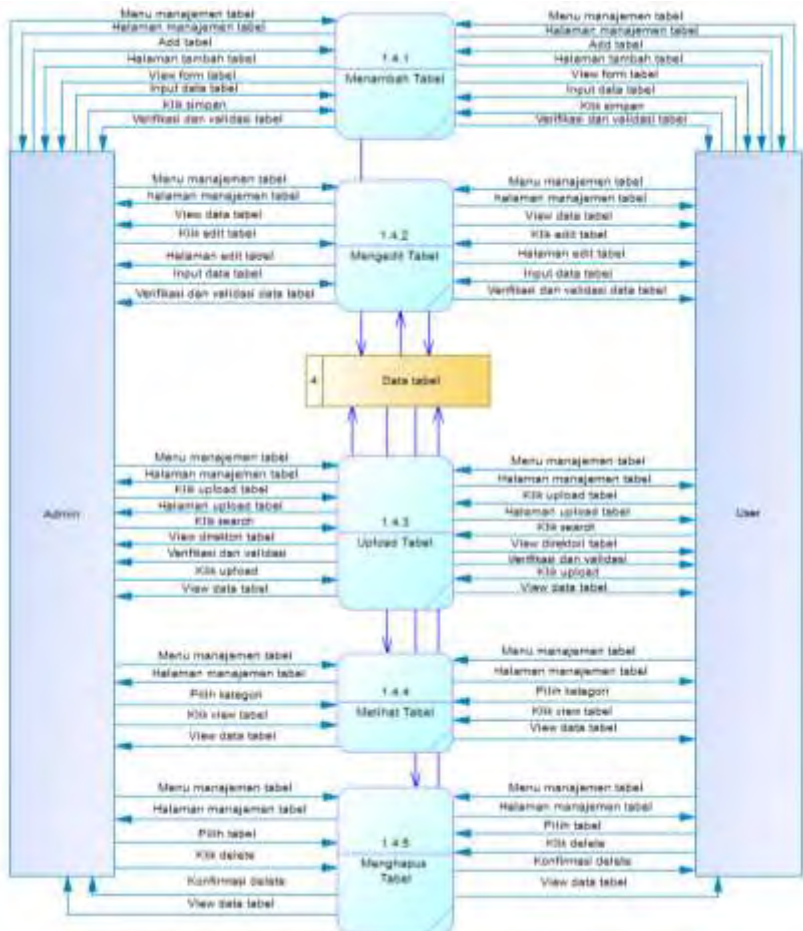 Menu manajemen tabel
Halaman manajemen tabel
Add tabel
Halaman tambah tabel
View form tabel
Input data tabel
Klik simpan
Verifikasi dan validasi tabel
1.4.1
Menambah Tabel
Menu manajemen tabel
Halaman manajemen tabel
Add tabel
Halaman tambah tabel
View form tabel
Input data tabel
Klik simpan
Verifikasi dan validasi tabel
Menu manajemen tabel
halaman manajemen tabel
View data tabel
Klik edit tabel
Halaman edit tabel
Input data tabel
Verifikasi dan validasi data tabel
1.4.2
Mengedit Tabel
Menu manajemen tabel
halaman manajemen tabel
View data tabel
Klik edit tabel
Halaman edit tabel
Input data tabel
Verifikasi dan validasi data tabel
4
Data tabel
Admin
User
Menu manajemen tabel
Halaman manajemen tabel
Klik upload tabel
Halaman upload tabel
Klik search
View direktori tabel
Verifikasi dan validasi
Klik upload
View data tabel
1.4.3
Upload Tabel
Menu manajemen tabel
Halaman manajemen tabel
Klik upload tabel
Halaman upload tabel
Klik search
View direktori tabel
Verifikasi dan validasi
Klik upload
View data tabel
Menu manajemen tabel
Halaman manajemen tabel
Pilih kategori
Klik view tabel
View data tabel
1.4.4
Melihat Tabel
Menu manajemen tabel
Halaman manajemen tabel
Pilih kategori
Klik view tabel
View data tabel
Menu manajemen tabel
Halaman manajemen tabel
Pilih tabel
Klik delete
Konfirmasi delete
View data tabel
1.4.5
Menghapus
Tabel
Menu manajemen tabel
Halaman manajemen tabel
Pilih tabel
Klik delete
Konfirmasi delete
View data tabel